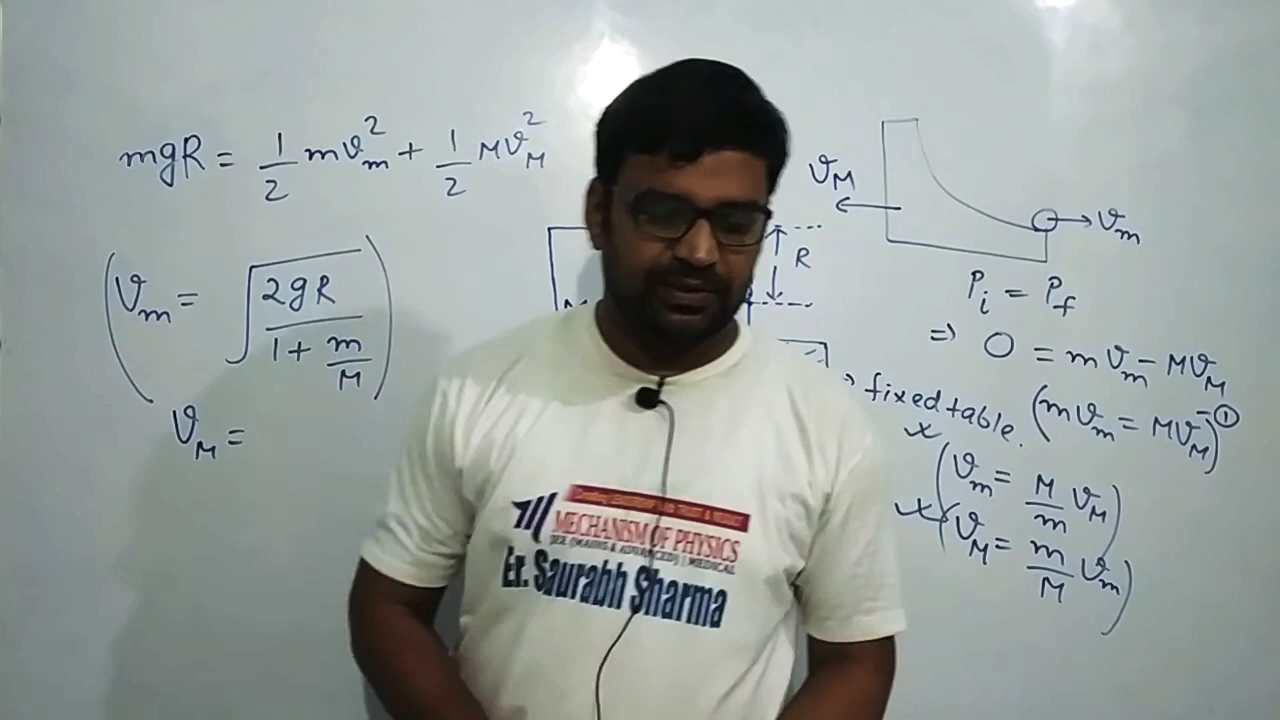 mgR = 1/2 mv_m^2 + 1/2 Mv_M^2
(v_m = √(2gR / (1 + m/M)))
v_M =
R
v_M
v_m
P_i = P_f
⇒ 0 = mv_m - Mv_M
fixed table.
(mv_m = Mv_M) -①
(v_m = M/m v_M)
(v_M = m/M v_m)
MECHANISM OF PHYSICS
JEE (MAINS & ADVANCED) | MEDICAL
Er. Saurabh Sharma